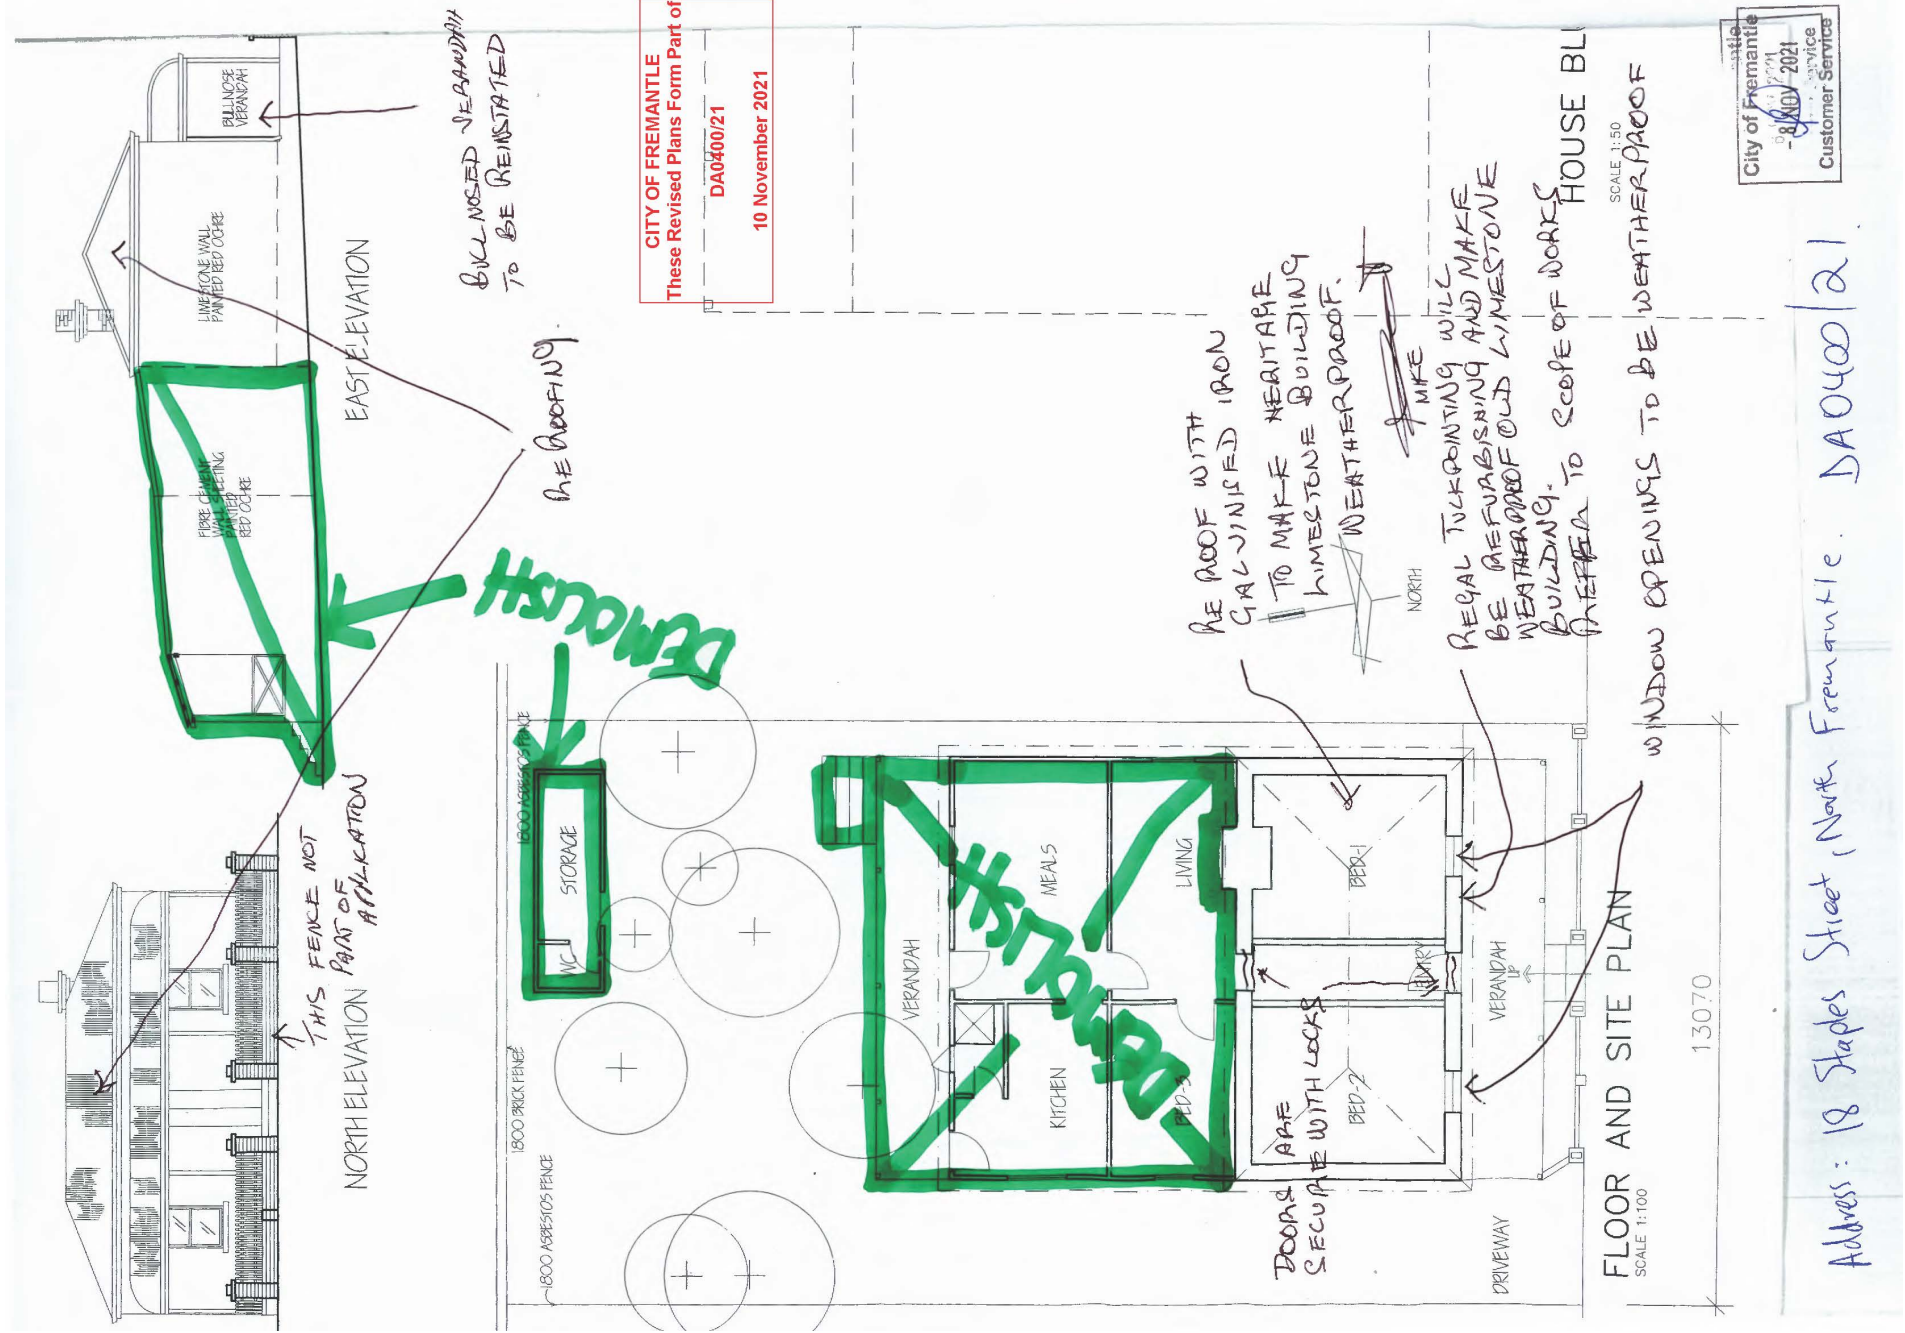 BULLNOSE
VERANDAH
LIMESTONE WALL
PAINTED RED OCHRE
FIBRE CEMENT
WALL SHEETING
PAINTED
RED OCHRE
EAST ELEVATION
BULLNOSED VERANDAH
TO BE REINSTATED
RE ROOFING.
DEMOLISH
NORTH ELEVATION
THIS FENCE NOT
PART OF
APPLICATION
CITY OF FREMANTLE
These Revised Plans Form Part of
DA0400/21
10 November 2021
1800 ASBESTOS FENCE
1800 BRICK FENCE
1800 ASBESTOS FENCE
STORAGE
WC
VERANDAH
MEALS
LIVING
KITCHEN
BED-3
DEMOLISH
BED-1
BED-2
ENTRY
VERANDAH
UP
DRIVEWAY
DOORS ARE
SECURE WITH LOCKS
RE ROOF WITH
GALVINISED IRON
TO MAKE HERITAGE
LIMESTONE BUILDING
WEATHERPROOF.
MIKE
NORTH
REGAL TUCKPOINTING WILL
BE REFURBISHING AND MAKE
WEATHERPROOF OLD LIMESTONE
BUILDING.
REFER TO SCOPE OF WORKS
WINDOW OPENINGS TO BE WEATHERPROOF
FLOOR AND SITE PLAN
SCALE 1:100
13070
HOUSE BL
SCALE 1:50
City of Fremantle
- 8 NOV 2021
Customer Service
Address: 18 Staples Street, North Fremantle. DA0400/21.